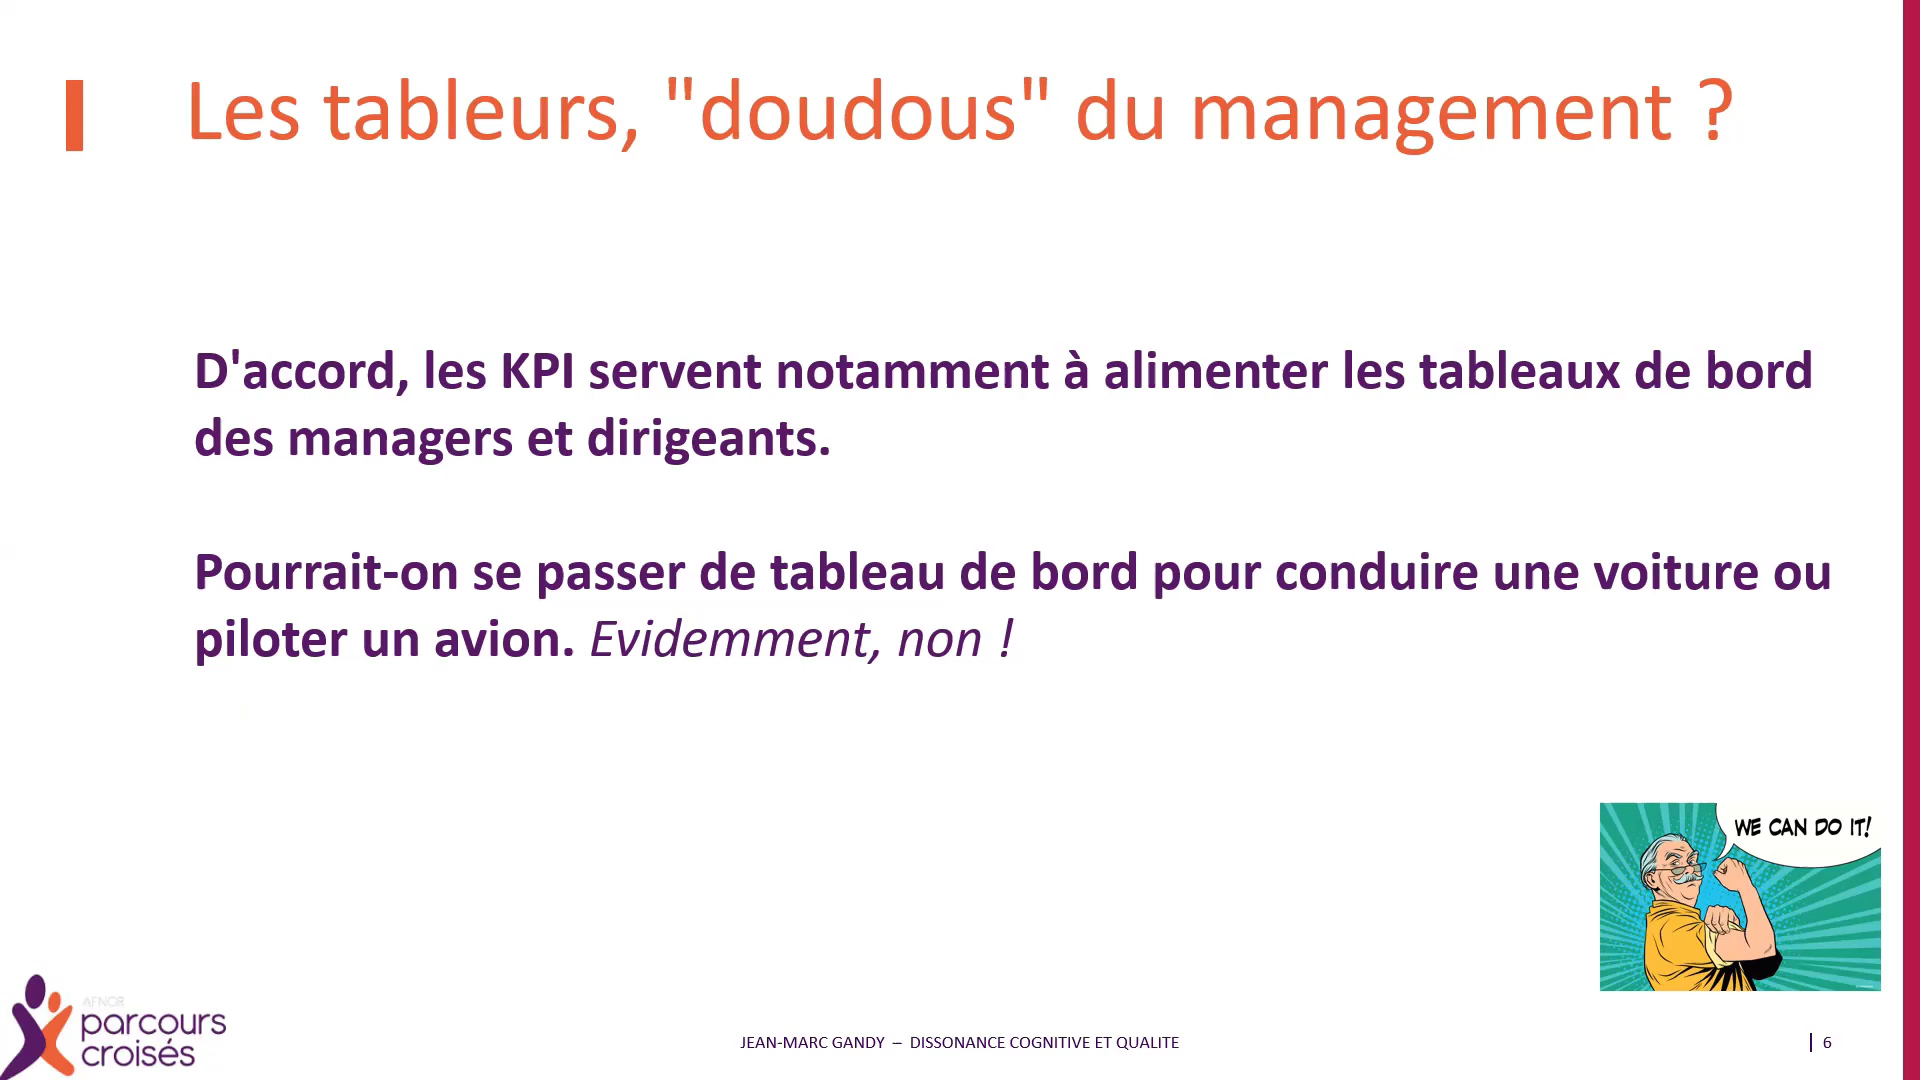 Les tableurs, "doudous" du management ?
D'accord, les KPI servent notamment à alimenter les tableaux de bord
des managers et dirigeants.
Pourrait-on se passer de tableau de bord pour conduire une voiture ou
piloter un avion. Evidemment, non !
WE CAN DO IT!
AFNOR
parcours
croisés
JEAN-MARC GANDY – DISSONANCE COGNITIVE ET QUALITE
6